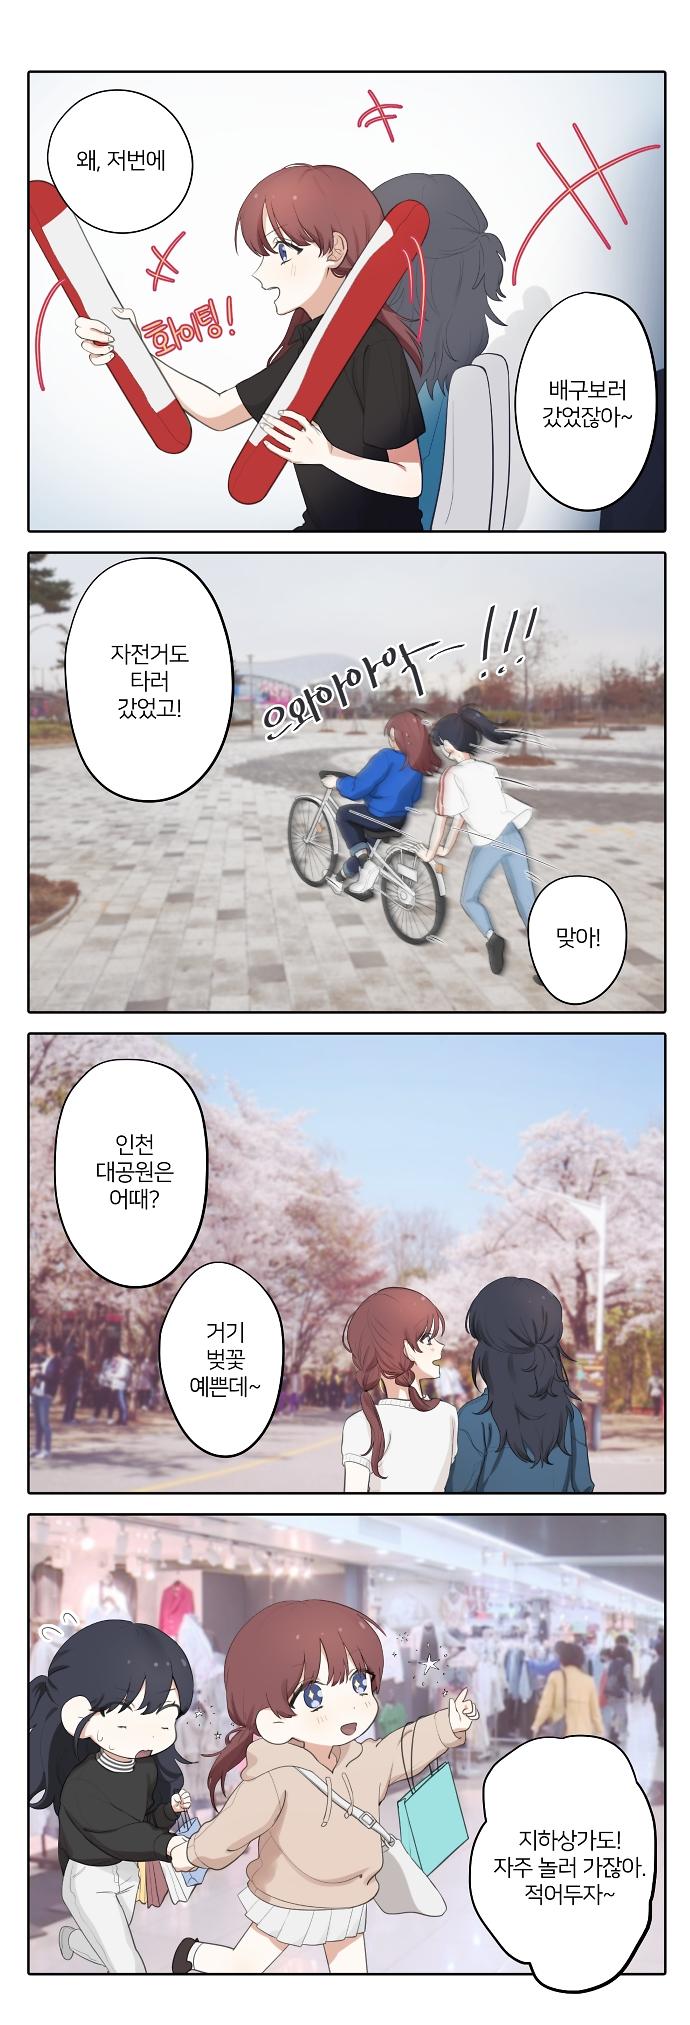 왜, 저번에
화이팅!
배구보러
갔었잖아~
자전거도
타러
갔었고!
으와아아악 ー!!!
맞아!
인천
대공원은
어때?
거기
벚꽃
예쁜데~
지하상가도!
자주 놀러 가잖아.
적어두자~